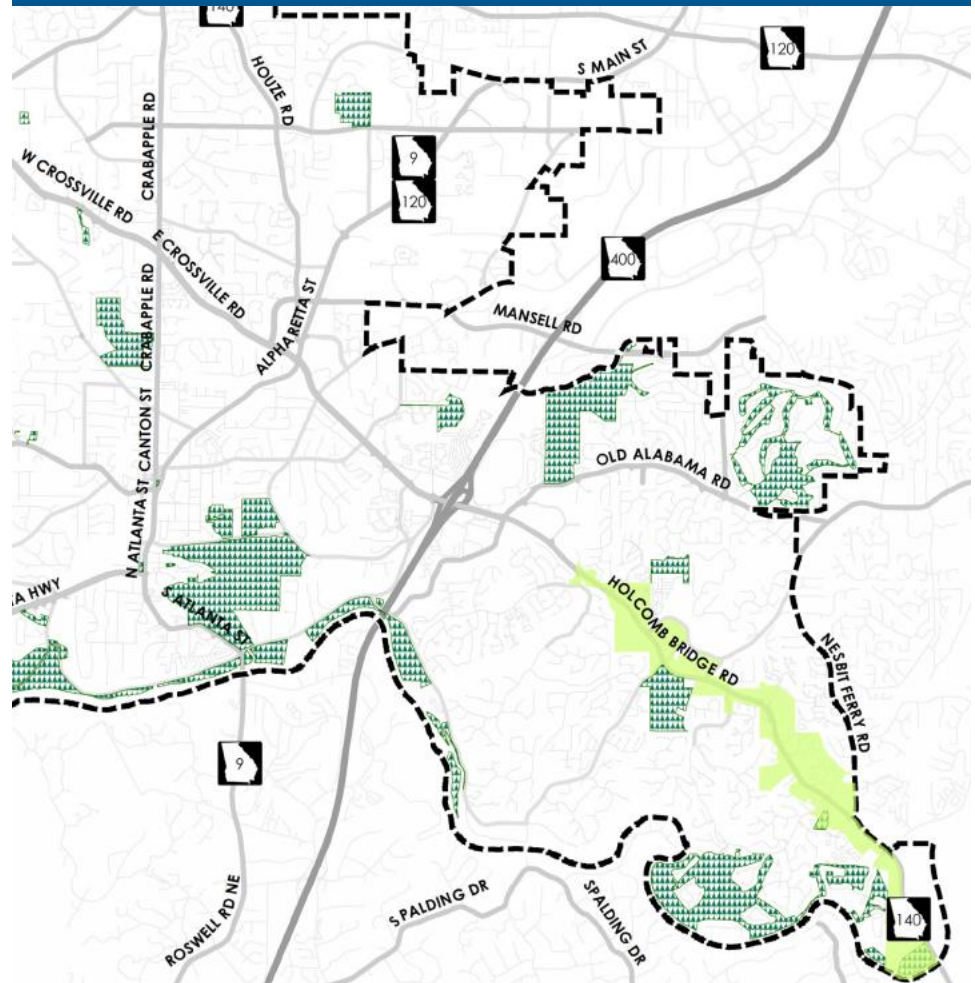 140
HOUZE RD
S MAIN ST
120
CRABAPPLE RD
9
120
W CROSSVILLE RD
E CROSSVILLE RD
400
CRABAPPLE RD
ALPHARETTA ST
MANSELL RD
CANTON ST
OLD ALABAMA RD
N ATLANTA ST
HWY
S ATLANTA ST
HOLCOMB BRIDGE RD
NESBIT FERRY RD
9
140
ROSWELL RD NE
SPALDING DR
SPALDING DR